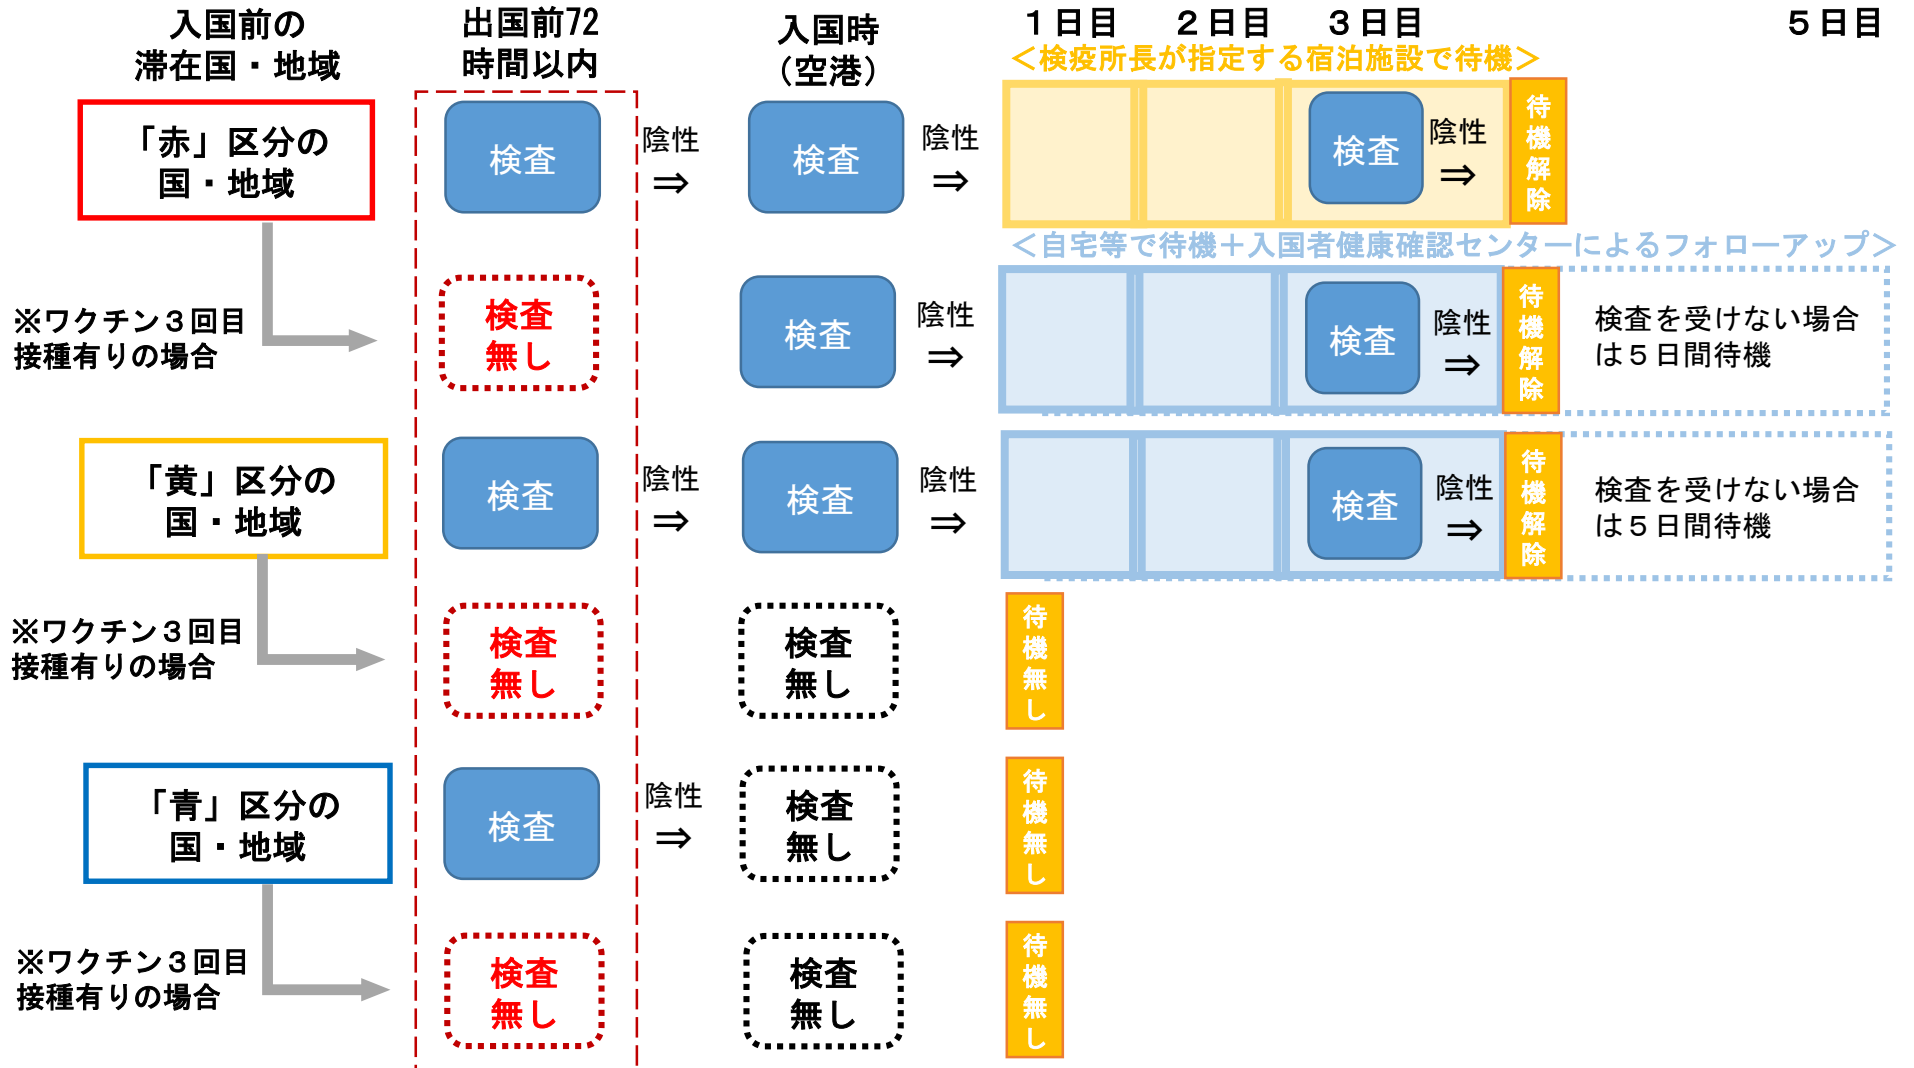 入国前の
滞在国・地域
出国前72
時間以内
入国時
（空港）
１日目
２日目
３日目
５日目
＜検疫所長が指定する宿泊施設で待機＞
「赤」区分の
国・地域
検査
陰性
⇒
検査
陰性
⇒
検査
陰性
⇒
待機解除
＜自宅等で待機＋入国者健康確認センターによるフォローアップ＞
※ワクチン３回目
接種有りの場合
検査
無し
検査
陰性
⇒
検査
陰性
⇒
待機解除
検査を受けない場合
は５日間待機
「黄」区分の
国・地域
検査
陰性
⇒
検査
陰性
⇒
検査
陰性
⇒
待機解除
検査を受けない場合
は５日間待機
※ワクチン３回目
接種有りの場合
検査
無し
検査
無し
待機無し
「青」区分の
国・地域
検査
陰性
⇒
検査
無し
待機無し
※ワクチン３回目
接種有りの場合
検査
無し
検査
無し
待機無し